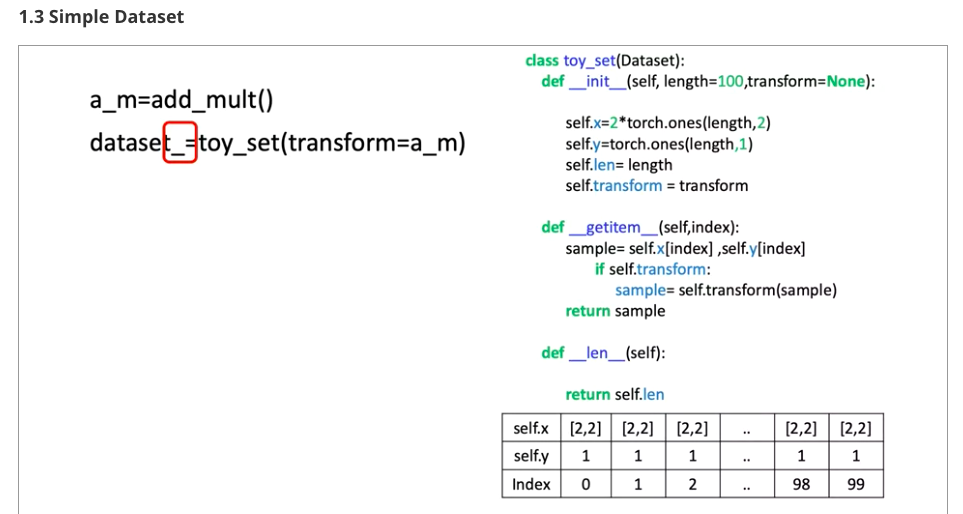 1.3 Simple Dataset
a_m=add_mult()
dataset_=toy_set(transform=a_m)
class toy_set(Dataset):
def __init__(self, length=100,transform=None):
self.x=2*torch.ones(length,2)
self.y=torch.ones(length,1)
self.len= length
self.transform = transform
def __getitem__(self,index):
sample= self.x[index] ,self.y[index]
if self.transform:
sample= self.transform(sample)
return sample
def __len__(self):
return self.len
self.x [2,2] [2,2] [2,2] .. [2,2] [2,2]
self.y 1 1 1 .. 1 1
Index 0 1 2 .. 98 99